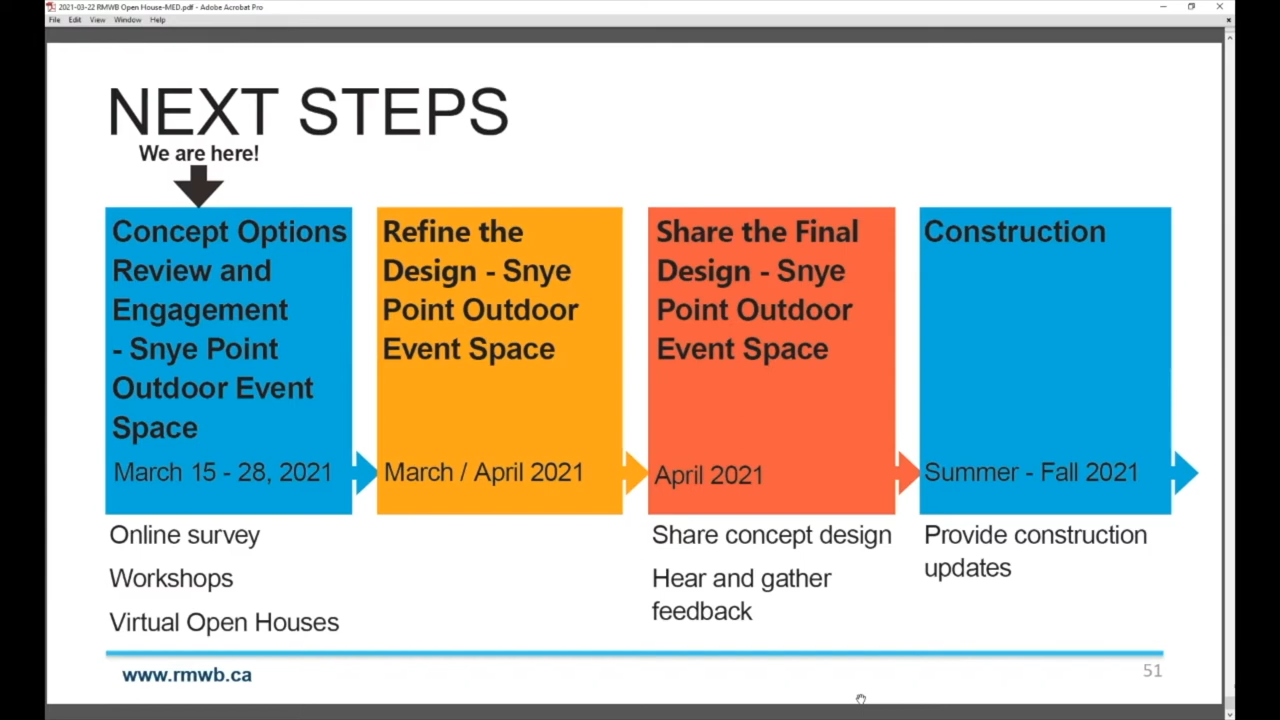 2021-03-22 RMWB Open House-MED.pdf - Adobe Acrobat Pro
File Edit View Window Help
NEXT STEPS
We are here!
Concept Options
Review and
Engagement
- Snye Point
Outdoor Event
Space
March 15 - 28, 2021
Online survey
Workshops
Virtual Open Houses
Refine the
Design - Snye
Point Outdoor
Event Space
March / April 2021
Share the Final
Design - Snye
Point Outdoor
Event Space
April 2021
Share concept design
Hear and gather
feedback
Construction
Summer - Fall 2021
Provide construction
updates
www.rmwb.ca
51